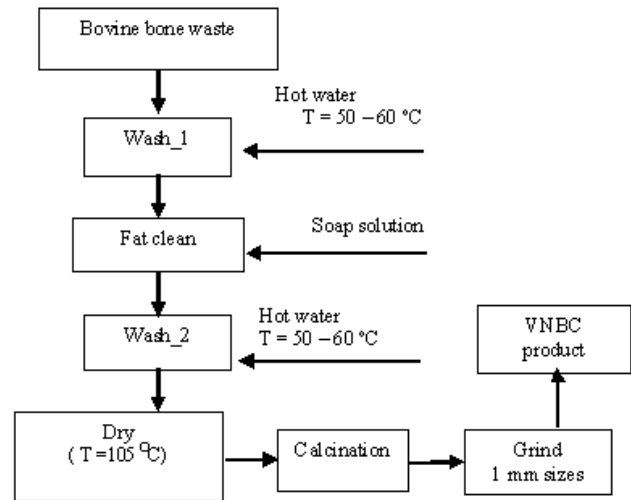 Bovine bone waste
Hot water
T = 50 – 60 °C
Wash_1
Fat clean
Soap solution
Wash_2
Hot water
T = 50 – 60 °C
VNBC
product
Dry
( T =105 °C)
Calcination
Grind
1 mm sizes